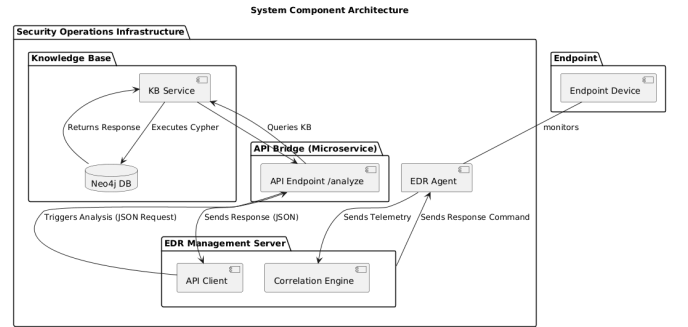 System Component Architecture
Security Operations Infrastructure
Knowledge Base
Endpoint
KB Service
Endpoint Device
Returns Response
Executes Cypher
Queries KB
monitors
API Bridge (Microservice)
Neo4j DB
API Endpoint /analyze
EDR Agent
Triggers Analysis (JSON Request)
Sends Response (JSON)
Sends Telemetry
Sends Response Command
EDR Management Server
API Client
Correlation Engine